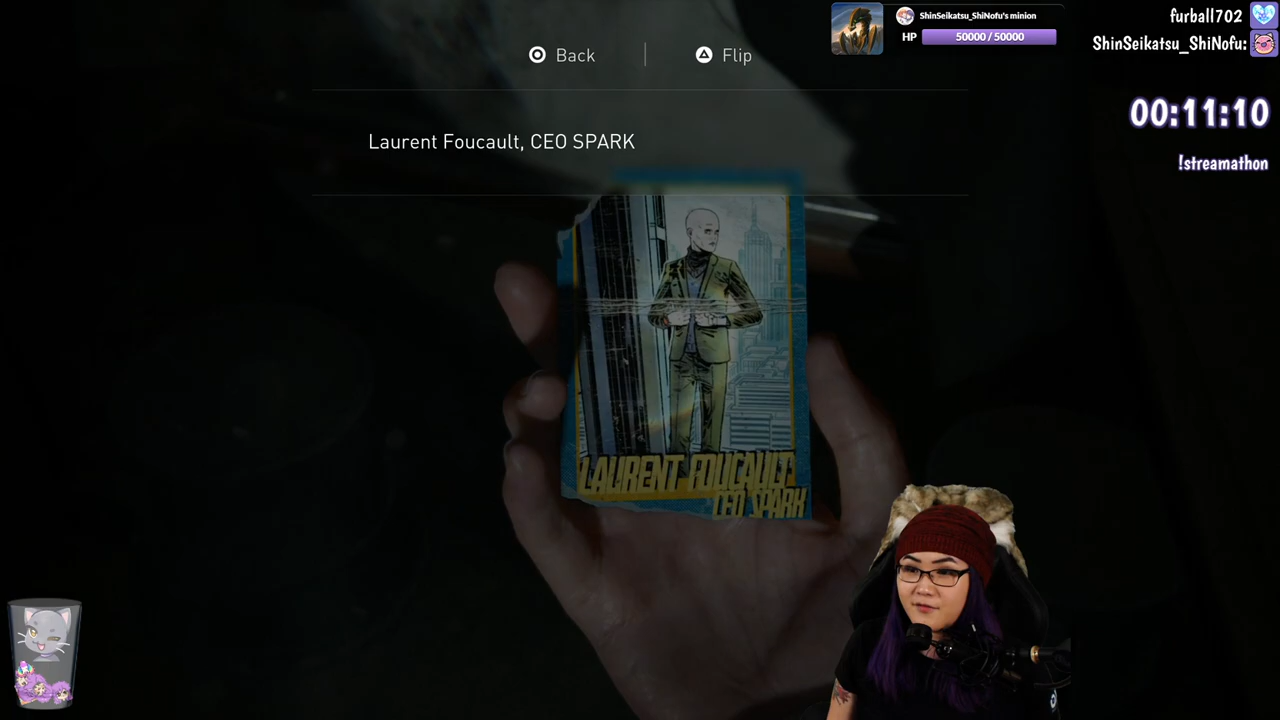 Back
Flip
Laurent Foucault, CEO SPARK
LAURENT FOUCAULT
CEO SPARK
ShinSeikatsu_ShiNofu's minion
HP 50000 / 50000
furball702
ShinSeikatsu_ShiNofu:
00:11:10
!streamathon